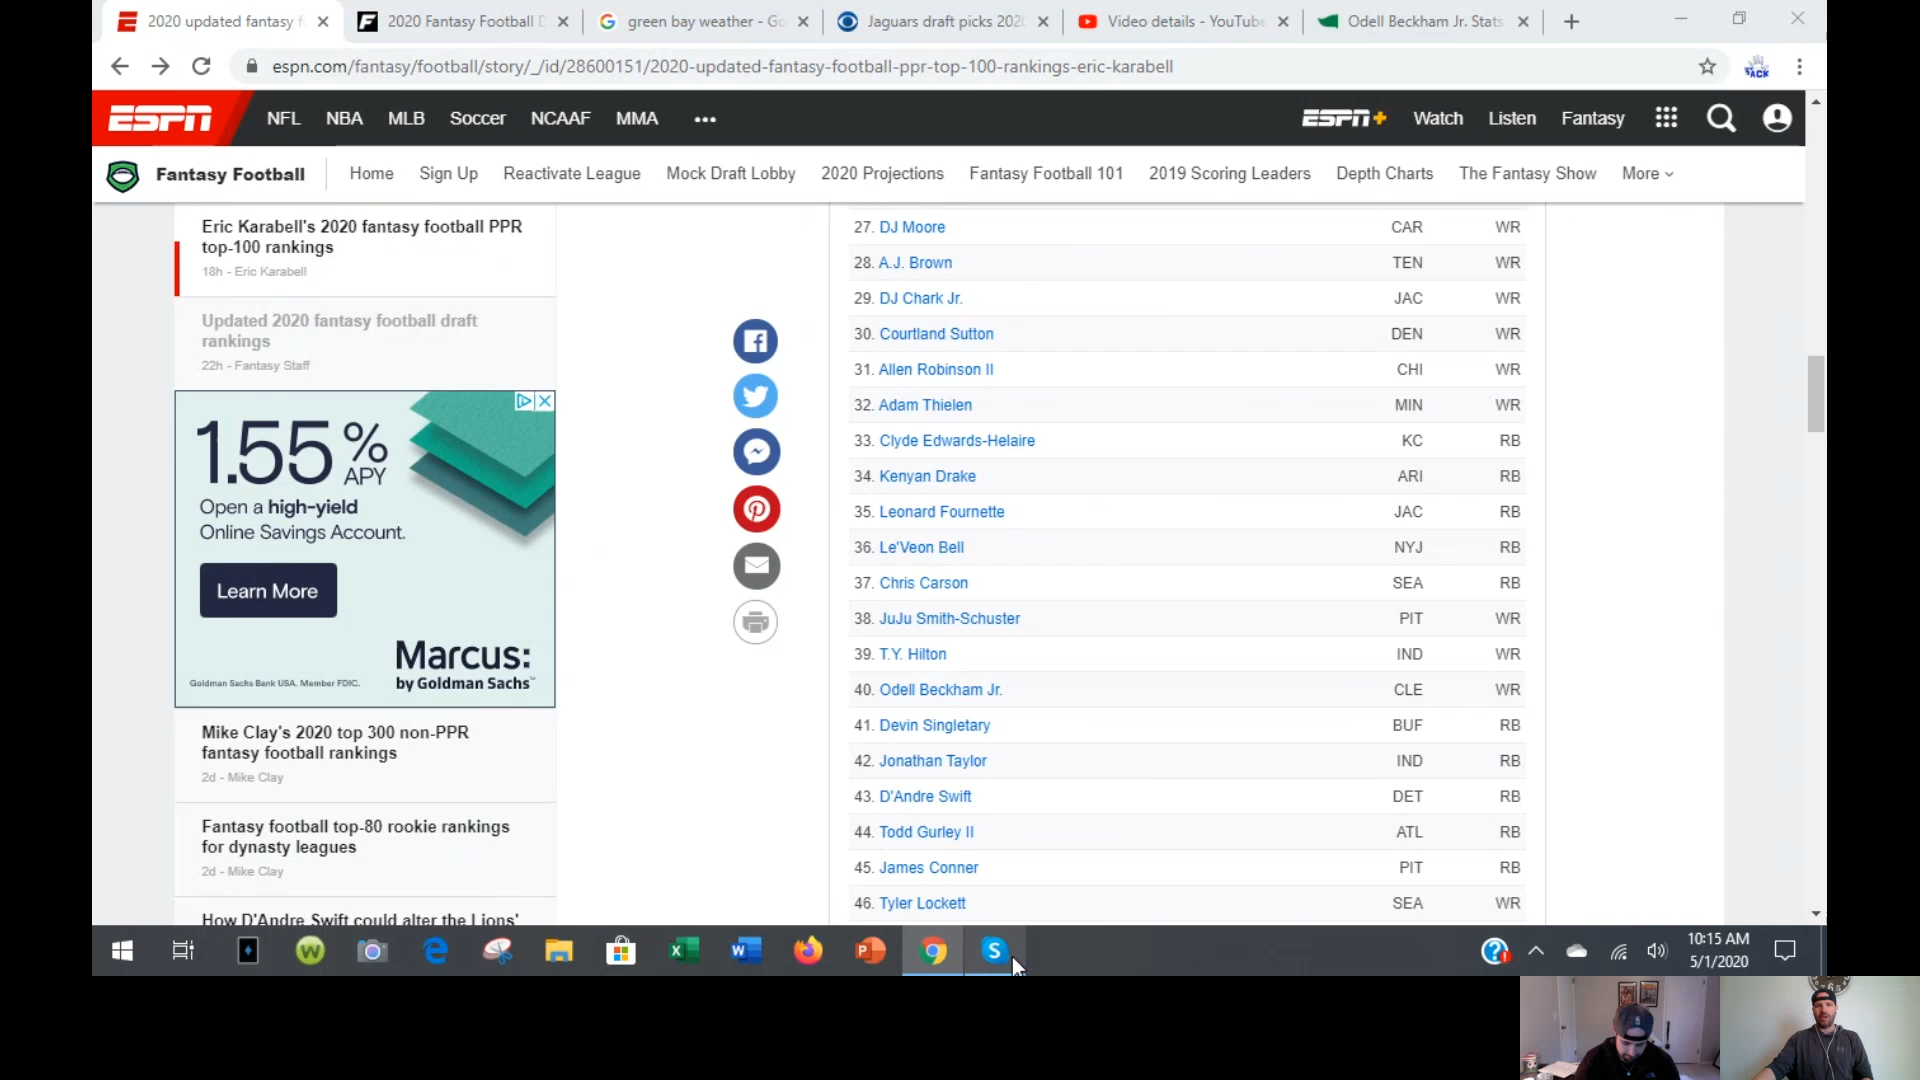 2020 updated fantasy f
2020 Fantasy Football D
green bay weather - Go
Jaguars draft picks 2020
Video details - YouTube
Odell Beckham Jr. Stats
espn.com/fantasy/football/story/_/id/28600151/2020-updated-fantasy-football-ppr-top-100-rankings-eric-karabell
ESPN NFL NBA MLB Soccer NCAAF MMA ••• ESPN+ Watch Listen Fantasy
Fantasy Football Home Sign Up Reactivate League Mock Draft Lobby 2020 Projections Fantasy Football 101 2019 Scoring Leaders Depth Charts The Fantasy Show More
Eric Karabell's 2020 fantasy football PPR
top-100 rankings
18h - Eric Karabell
Updated 2020 fantasy football draft
rankings
22h - Fantasy Staff
1.55% APY
Open a high-yield
Online Savings Account.
Learn More
Marcus:
by Goldman Sachs
Goldman Sachs Bank USA. Member FDIC.
Mike Clay's 2020 top 300 non-PPR
fantasy football rankings
2d - Mike Clay
Fantasy football top-80 rookie rankings
for dynasty leagues
2d - Mike Clay
How D'Andre Swift could alter the Lions'
27. DJ Moore CAR WR
28. A.J. Brown TEN WR
29. DJ Chark Jr. JAC WR
30. Courtland Sutton DEN WR
31. Allen Robinson II CHI WR
32. Adam Thielen MIN WR
33. Clyde Edwards-Helaire KC RB
34. Kenyan Drake ARI RB
35. Leonard Fournette JAC RB
36. Le'Veon Bell NYJ RB
37. Chris Carson SEA RB
38. JuJu Smith-Schuster PIT WR
39. T.Y. Hilton IND WR
40. Odell Beckham Jr. CLE WR
41. Devin Singletary BUF RB
42. Jonathan Taylor IND RB
43. D'Andre Swift DET RB
44. Todd Gurley II ATL RB
45. James Conner PIT RB
46. Tyler Lockett SEA WR
10:15 AM
5/1/2020